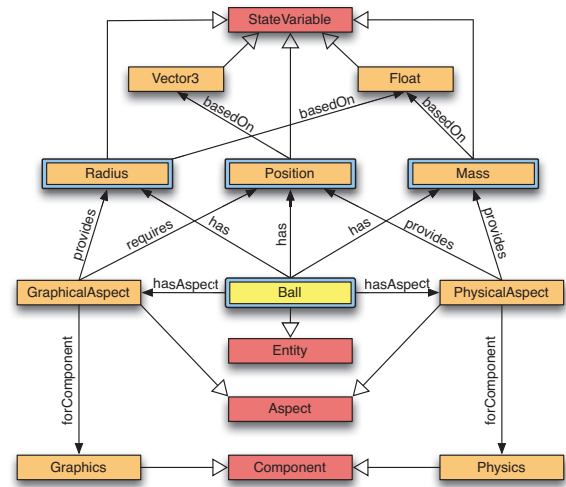 StateVariable
Vector3
Float
basedOn
basedOn
basedOn
Radius
Position
Mass
provides
requires
has
has
has
provides
provides
GraphicalAspect
hasAspect
Ball
hasAspect
PhysicalAspect
Entity
forComponent
forComponent
Aspect
Graphics
Component
Physics